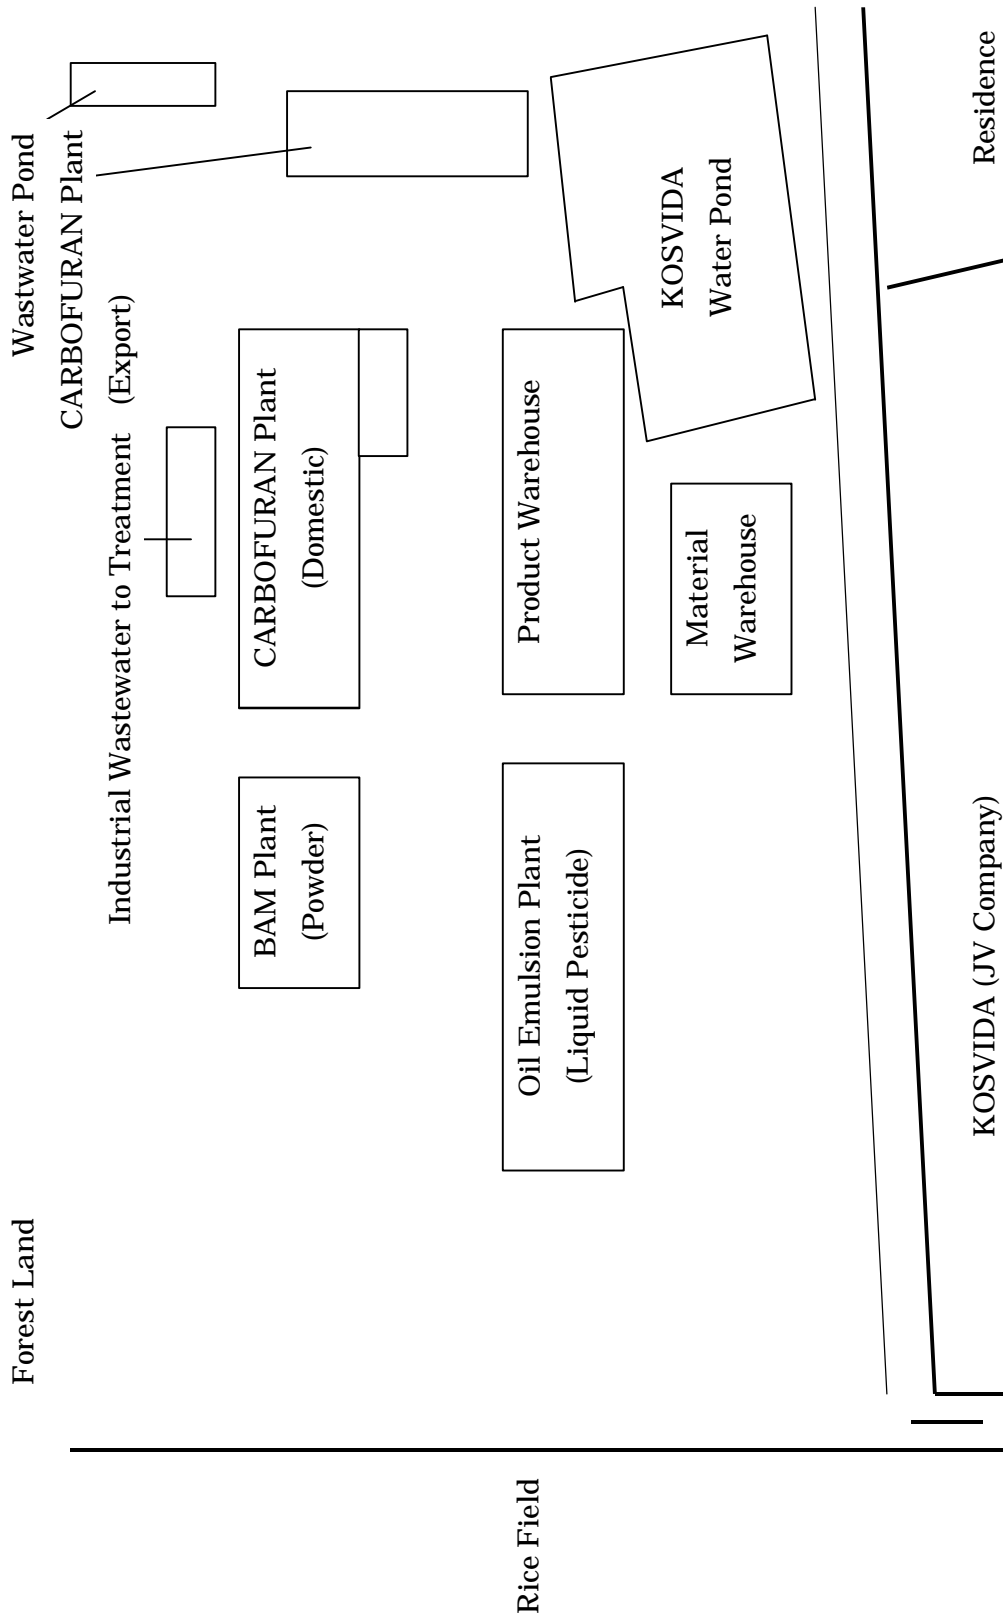 Forest Land
Wastwater Pond
CARBOFURAN Plant
(Export)
Industrial Wastewater to Treatment
BAM Plant
(Powder)
CARBOFURAN Plant
(Domestic)
Rice Field
Oil Emulsion Plant
(Liquid Pesticide)
Product Warehouse
KOSVIDA
Water Pond
Material
Warehouse
KOSVIDA (JV Company)
Residence